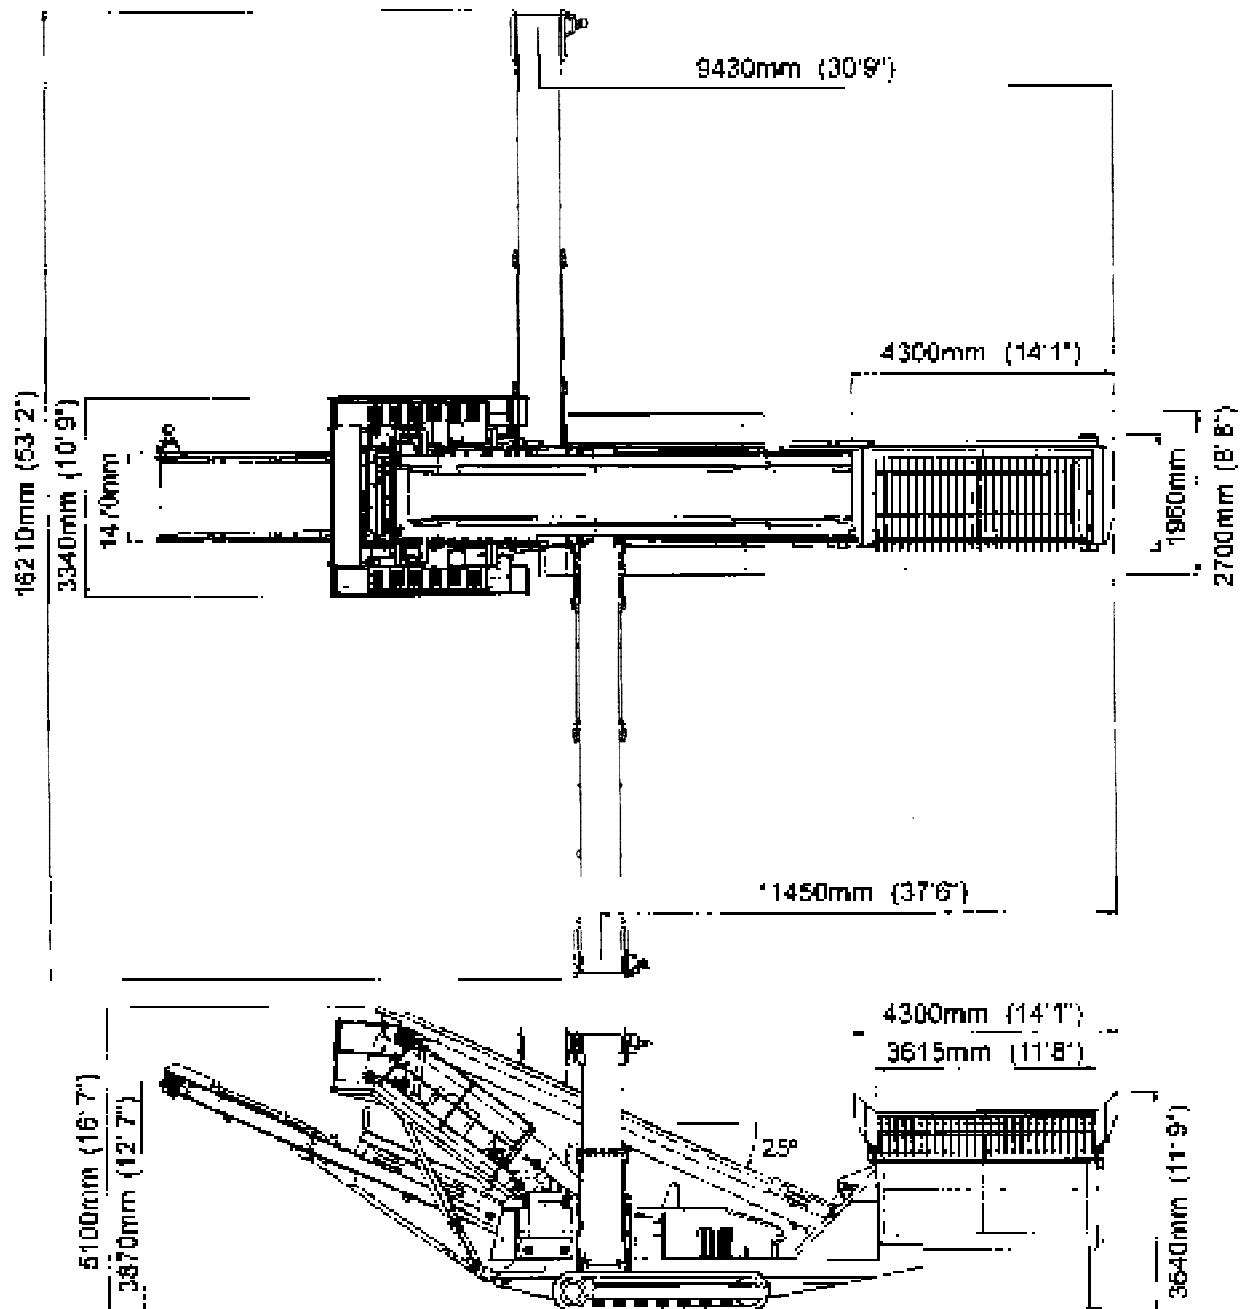 9430mm (30'9")
4300mm (14'1")
16210mm (53'2")
3340mm (10'9")
1470mm
1960mm
2700mm (8'8")
11450mm (37'6")
4300mm (14'1")
3615mm (11'8")
25°
5100mm (16'7")
3870mm (12'7")
3640mm (11'9")